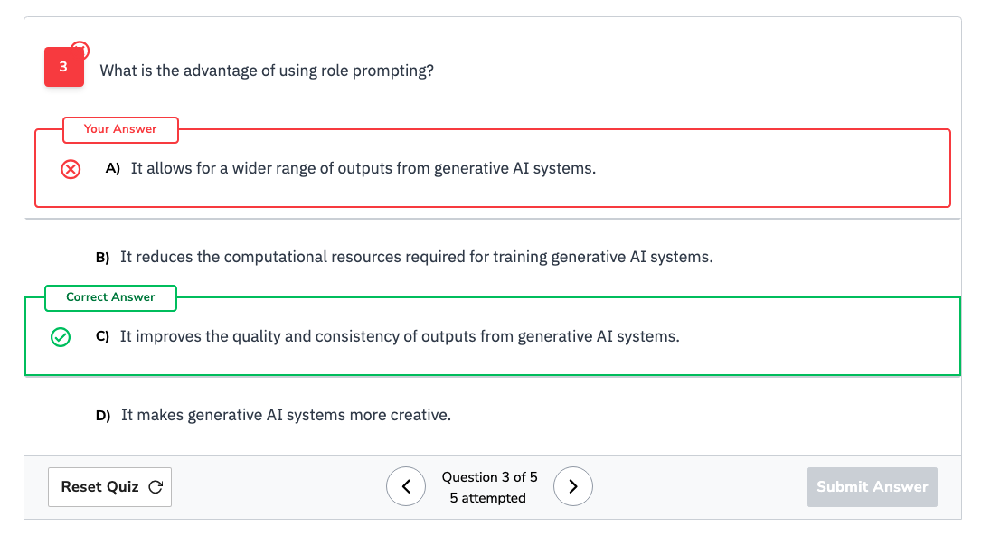 3
What is the advantage of using role prompting?
Your Answer
A) It allows for a wider range of outputs from generative AI systems.
B) It reduces the computational resources required for training generative AI systems.
Correct Answer
C) It improves the quality and consistency of outputs from generative AI systems.
D) It makes generative AI systems more creative.
Reset Quiz
Question 3 of 5
5 attempted
Submit Answer